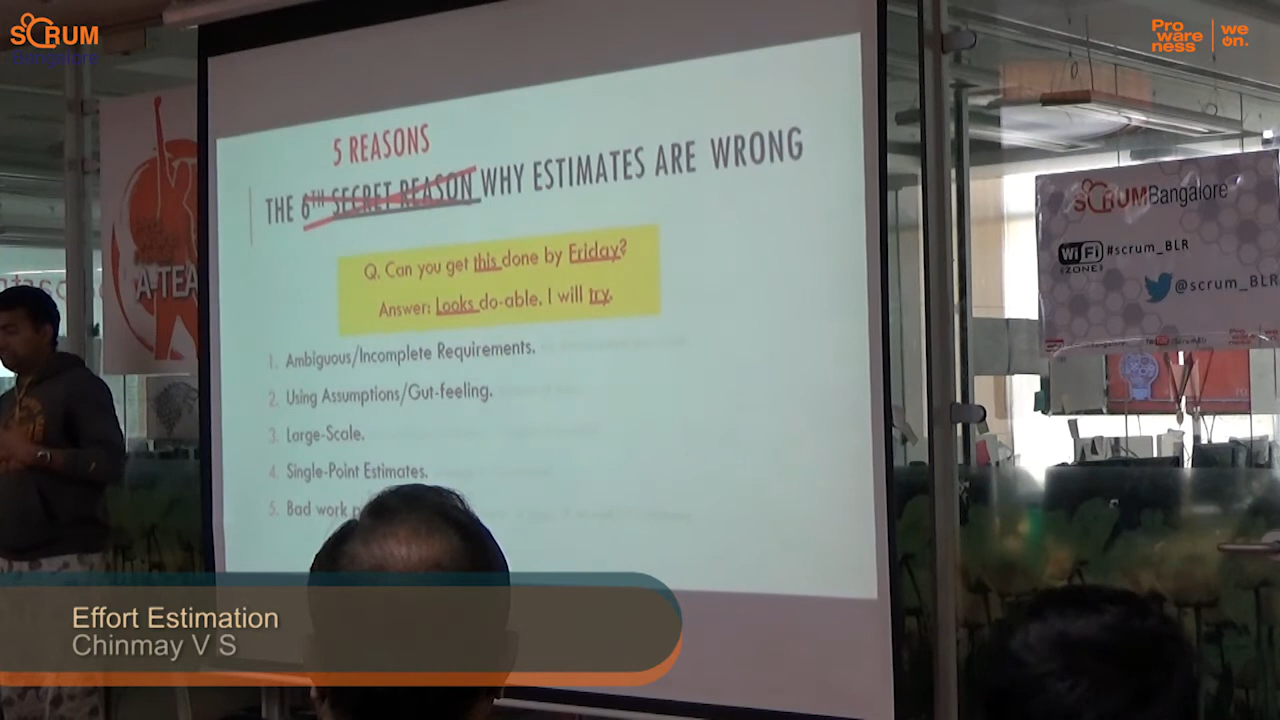 SCRUM
Bangalore
Pro
ware
ness
we
on.
5 REASONS
THE 6TH SECRET REASON WHY ESTIMATES ARE WRONG
Q. Can you get this done by Friday?
Answer: Looks do-able. I will try.
1. Ambiguous/Incomplete Requirements.
2. Using Assumptions/Gut-feeling.
3. Large-Scale.
4. Single-Point Estimates.
5. Bad work
A-TEA
SCRUMBangalore
WiFi
ZONE
#scrum_BLR
@scrum_BLR
Effort Estimation
Chinmay V S